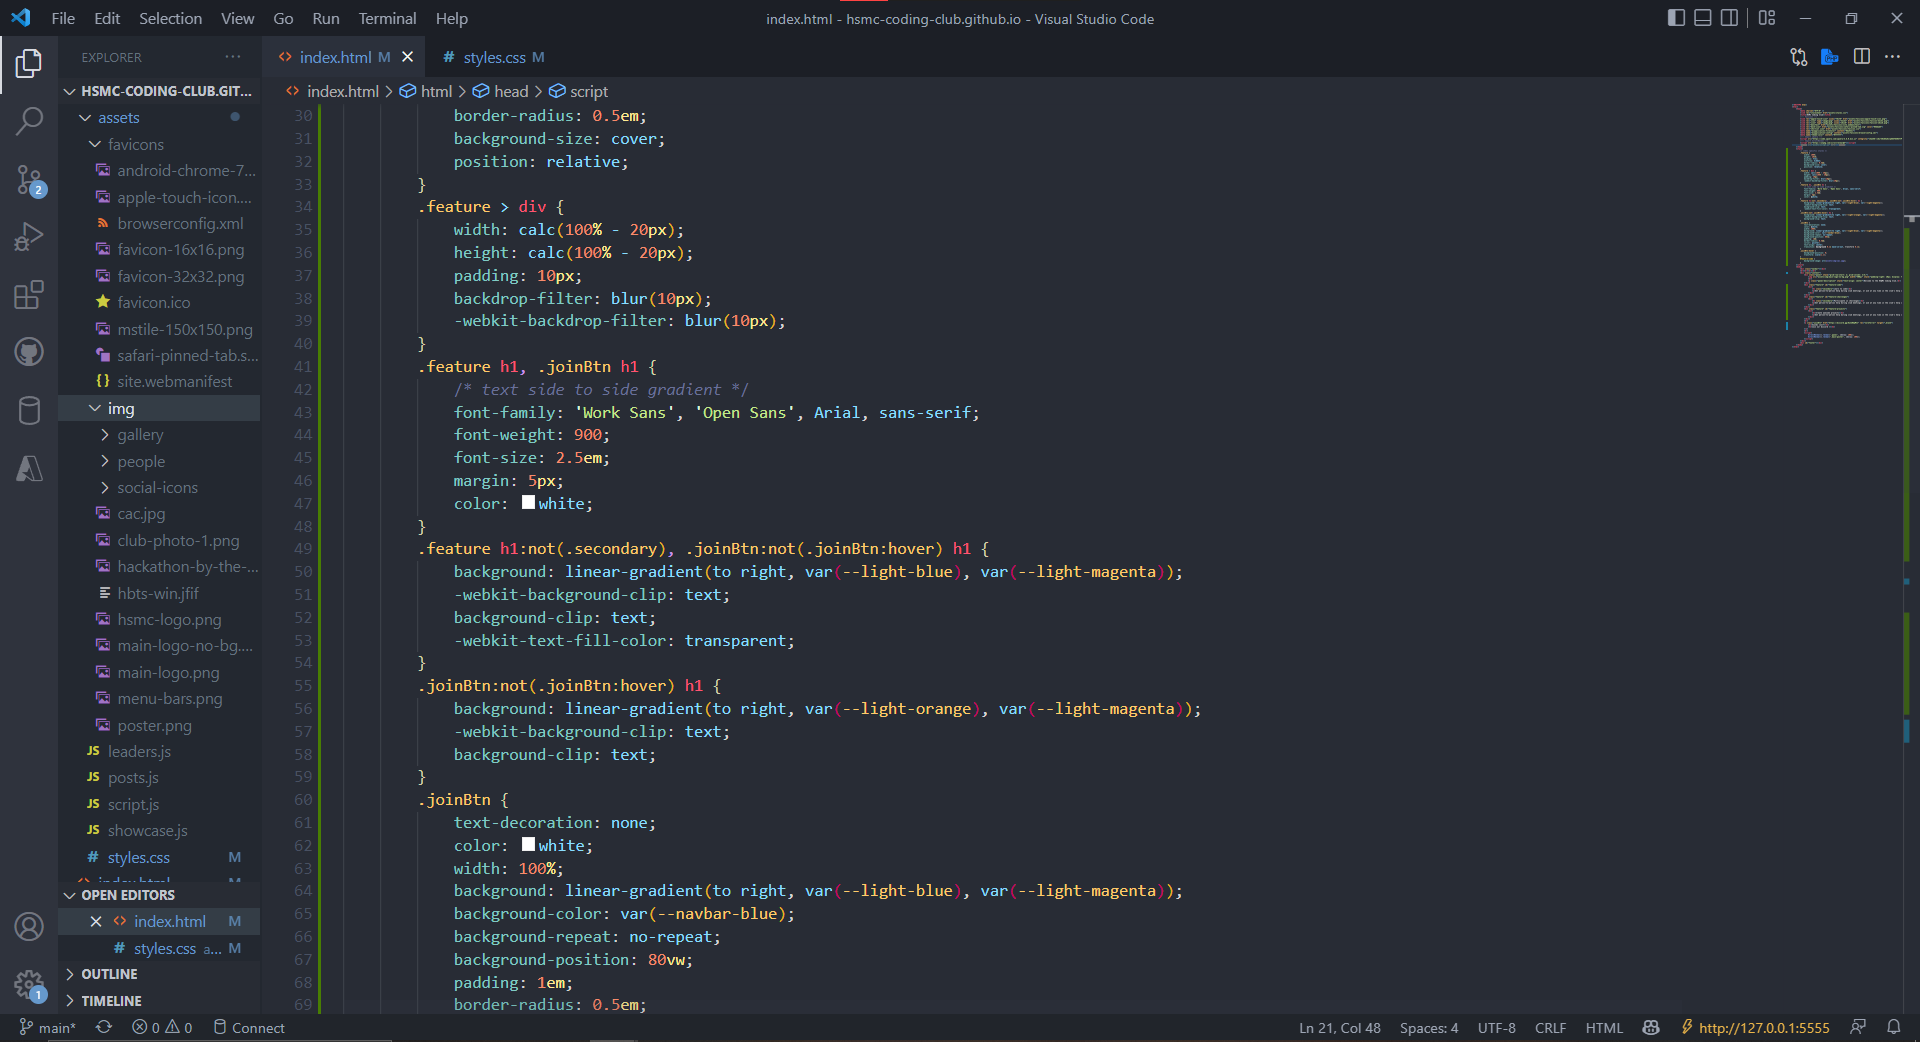 File Edit Selection View Go Run Terminal Help
index.html - hsmc-coding-club.github.io - Visual Studio Code
EXPLORER
HSMC-CODING-CLUB.GIT...
assets
favicons
android-chrome-7...
apple-touch-icon....
browserconfig.xml
favicon-16x16.png
favicon-32x32.png
favicon.ico
mstile-150x150.png
safari-pinned-tab.s...
site.webmanifest
img
gallery
people
social-icons
cac.jpg
club-photo-1.png
hackathon-by-the-...
hbts-win.jfif
hsmc-logo.png
main-logo-no-bg....
main-logo.png
menu-bars.png
poster.png
JS leaders.js
JS posts.js
JS script.js
JS showcase.js
# styles.css M
index.html M
OPEN EDITORS
index.html M
# styles.css a... M
OUTLINE
TIMELINE
2
1
index.html M
# styles.css M
index.html > html > head > script
30 border-radius: 0.5em;
31 background-size: cover;
32 position: relative;
33 }
34 .feature > div {
35 width: calc(100% - 20px);
36 height: calc(100% - 20px);
37 padding: 10px;
38 backdrop-filter: blur(10px);
39 -webkit-backdrop-filter: blur(10px);
40 }
41 .feature h1, .joinBtn h1 {
42 /* text side to side gradient */
43 font-family: 'Work Sans', 'Open Sans', Arial, sans-serif;
44 font-weight: 900;
45 font-size: 2.5em;
46 margin: 5px;
47 color: white;
48 }
49 .feature h1:not(.secondary), .joinBtn:not(.joinBtn:hover) h1 {
50 background: linear-gradient(to right, var(--light-blue), var(--light-magenta));
51 -webkit-background-clip: text;
52 background-clip: text;
53 -webkit-text-fill-color: transparent;
54 }
55 .joinBtn:not(.joinBtn:hover) h1 {
56 background: linear-gradient(to right, var(--light-orange), var(--light-magenta));
57 -webkit-background-clip: text;
58 background-clip: text;
59 }
60 .joinBtn {
61 text-decoration: none;
62 color: white;
63 width: 100%;
64 background: linear-gradient(to right, var(--light-blue), var(--light-magenta));
65 background-color: var(--navbar-blue);
66 background-repeat: no-repeat;
67 background-position: 80vw;
68 padding: 1em;
69 border-radius: 0.5em;
main* 0 0 Connect
Ln 21, Col 48 Spaces: 4 UTF-8 CRLF HTML http://127.0.0.1:5555